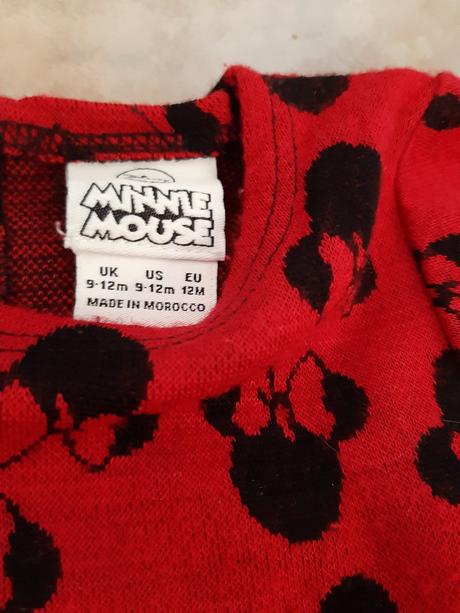 MINNIE
MOUSE
UK US EU
9-12m 9-12m 12M
MADE IN MOROCCO